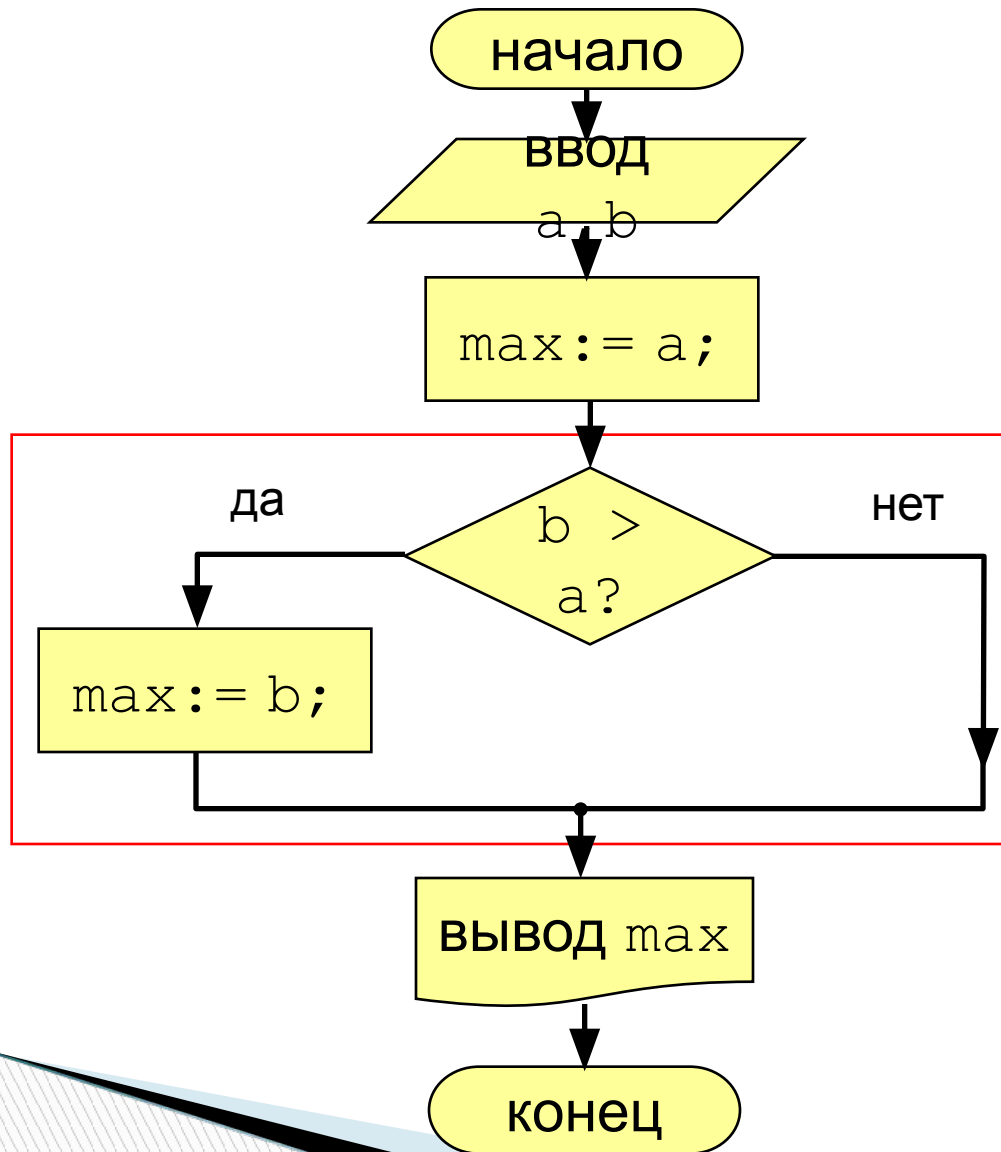 начало
ввод
a,b
max:= a;
да
нет
b >
a?
max:= b;
вывод max
конец